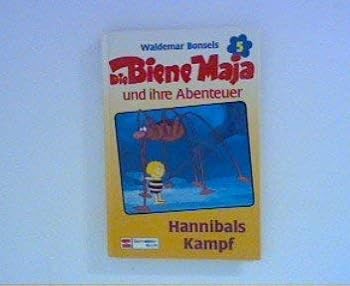 Waldemar Bonsels
5
Die Biene Maja
und ihre Abenteuer
Hannibals
Kampf